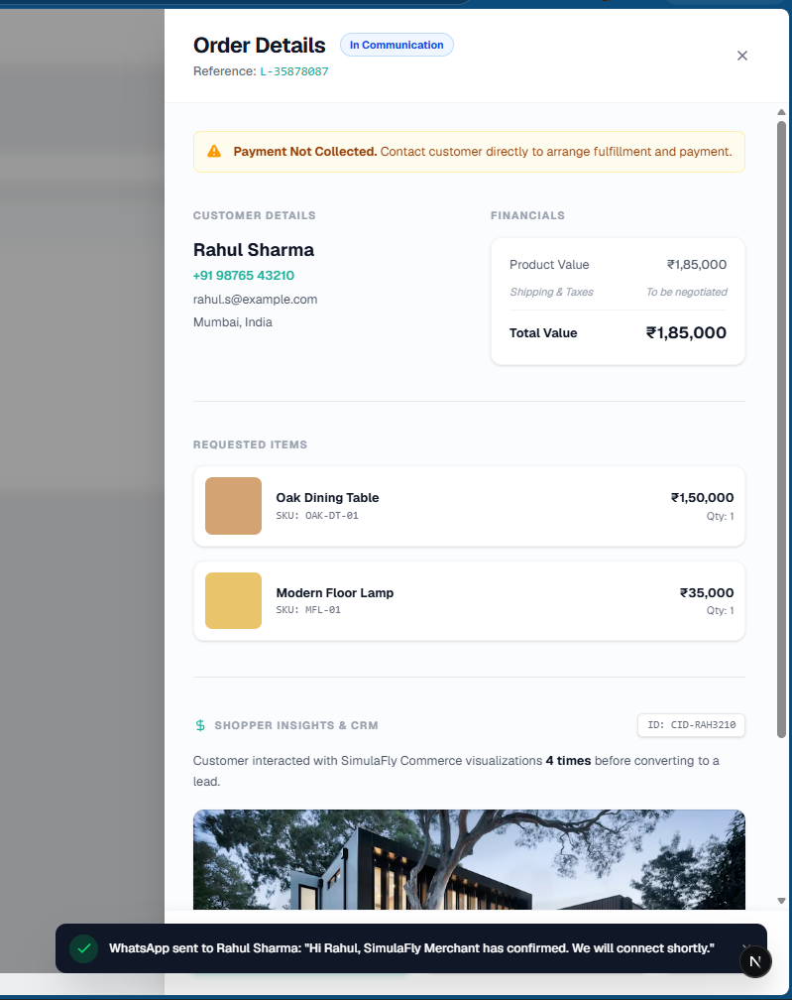 Order Details
In Communication
Reference: L-35878087
Payment Not Collected. Contact customer directly to arrange fulfillment and payment.
CUSTOMER DETAILS
Rahul Sharma
+91 98765 43210
rahul.s@example.com
Mumbai, India
FINANCIALS
Product Value ₹1,85,000
Shipping & Taxes To be negotiated
Total Value ₹1,85,000
REQUESTED ITEMS
Oak Dining Table ₹1,50,000
SKU: OAK-DT-01 Qty: 1
Modern Floor Lamp ₹35,000
SKU: MFL-01 Qty: 1
SHOPPER INSIGHTS & CRM
ID: CID-RAH3210
Customer interacted with SimulaFly Commerce visualizations 4 times before converting to a
lead.
WhatsApp sent to Rahul Sharma: "Hi Rahul, SimulaFly Merchant has confirmed. We will connect shortly."
N